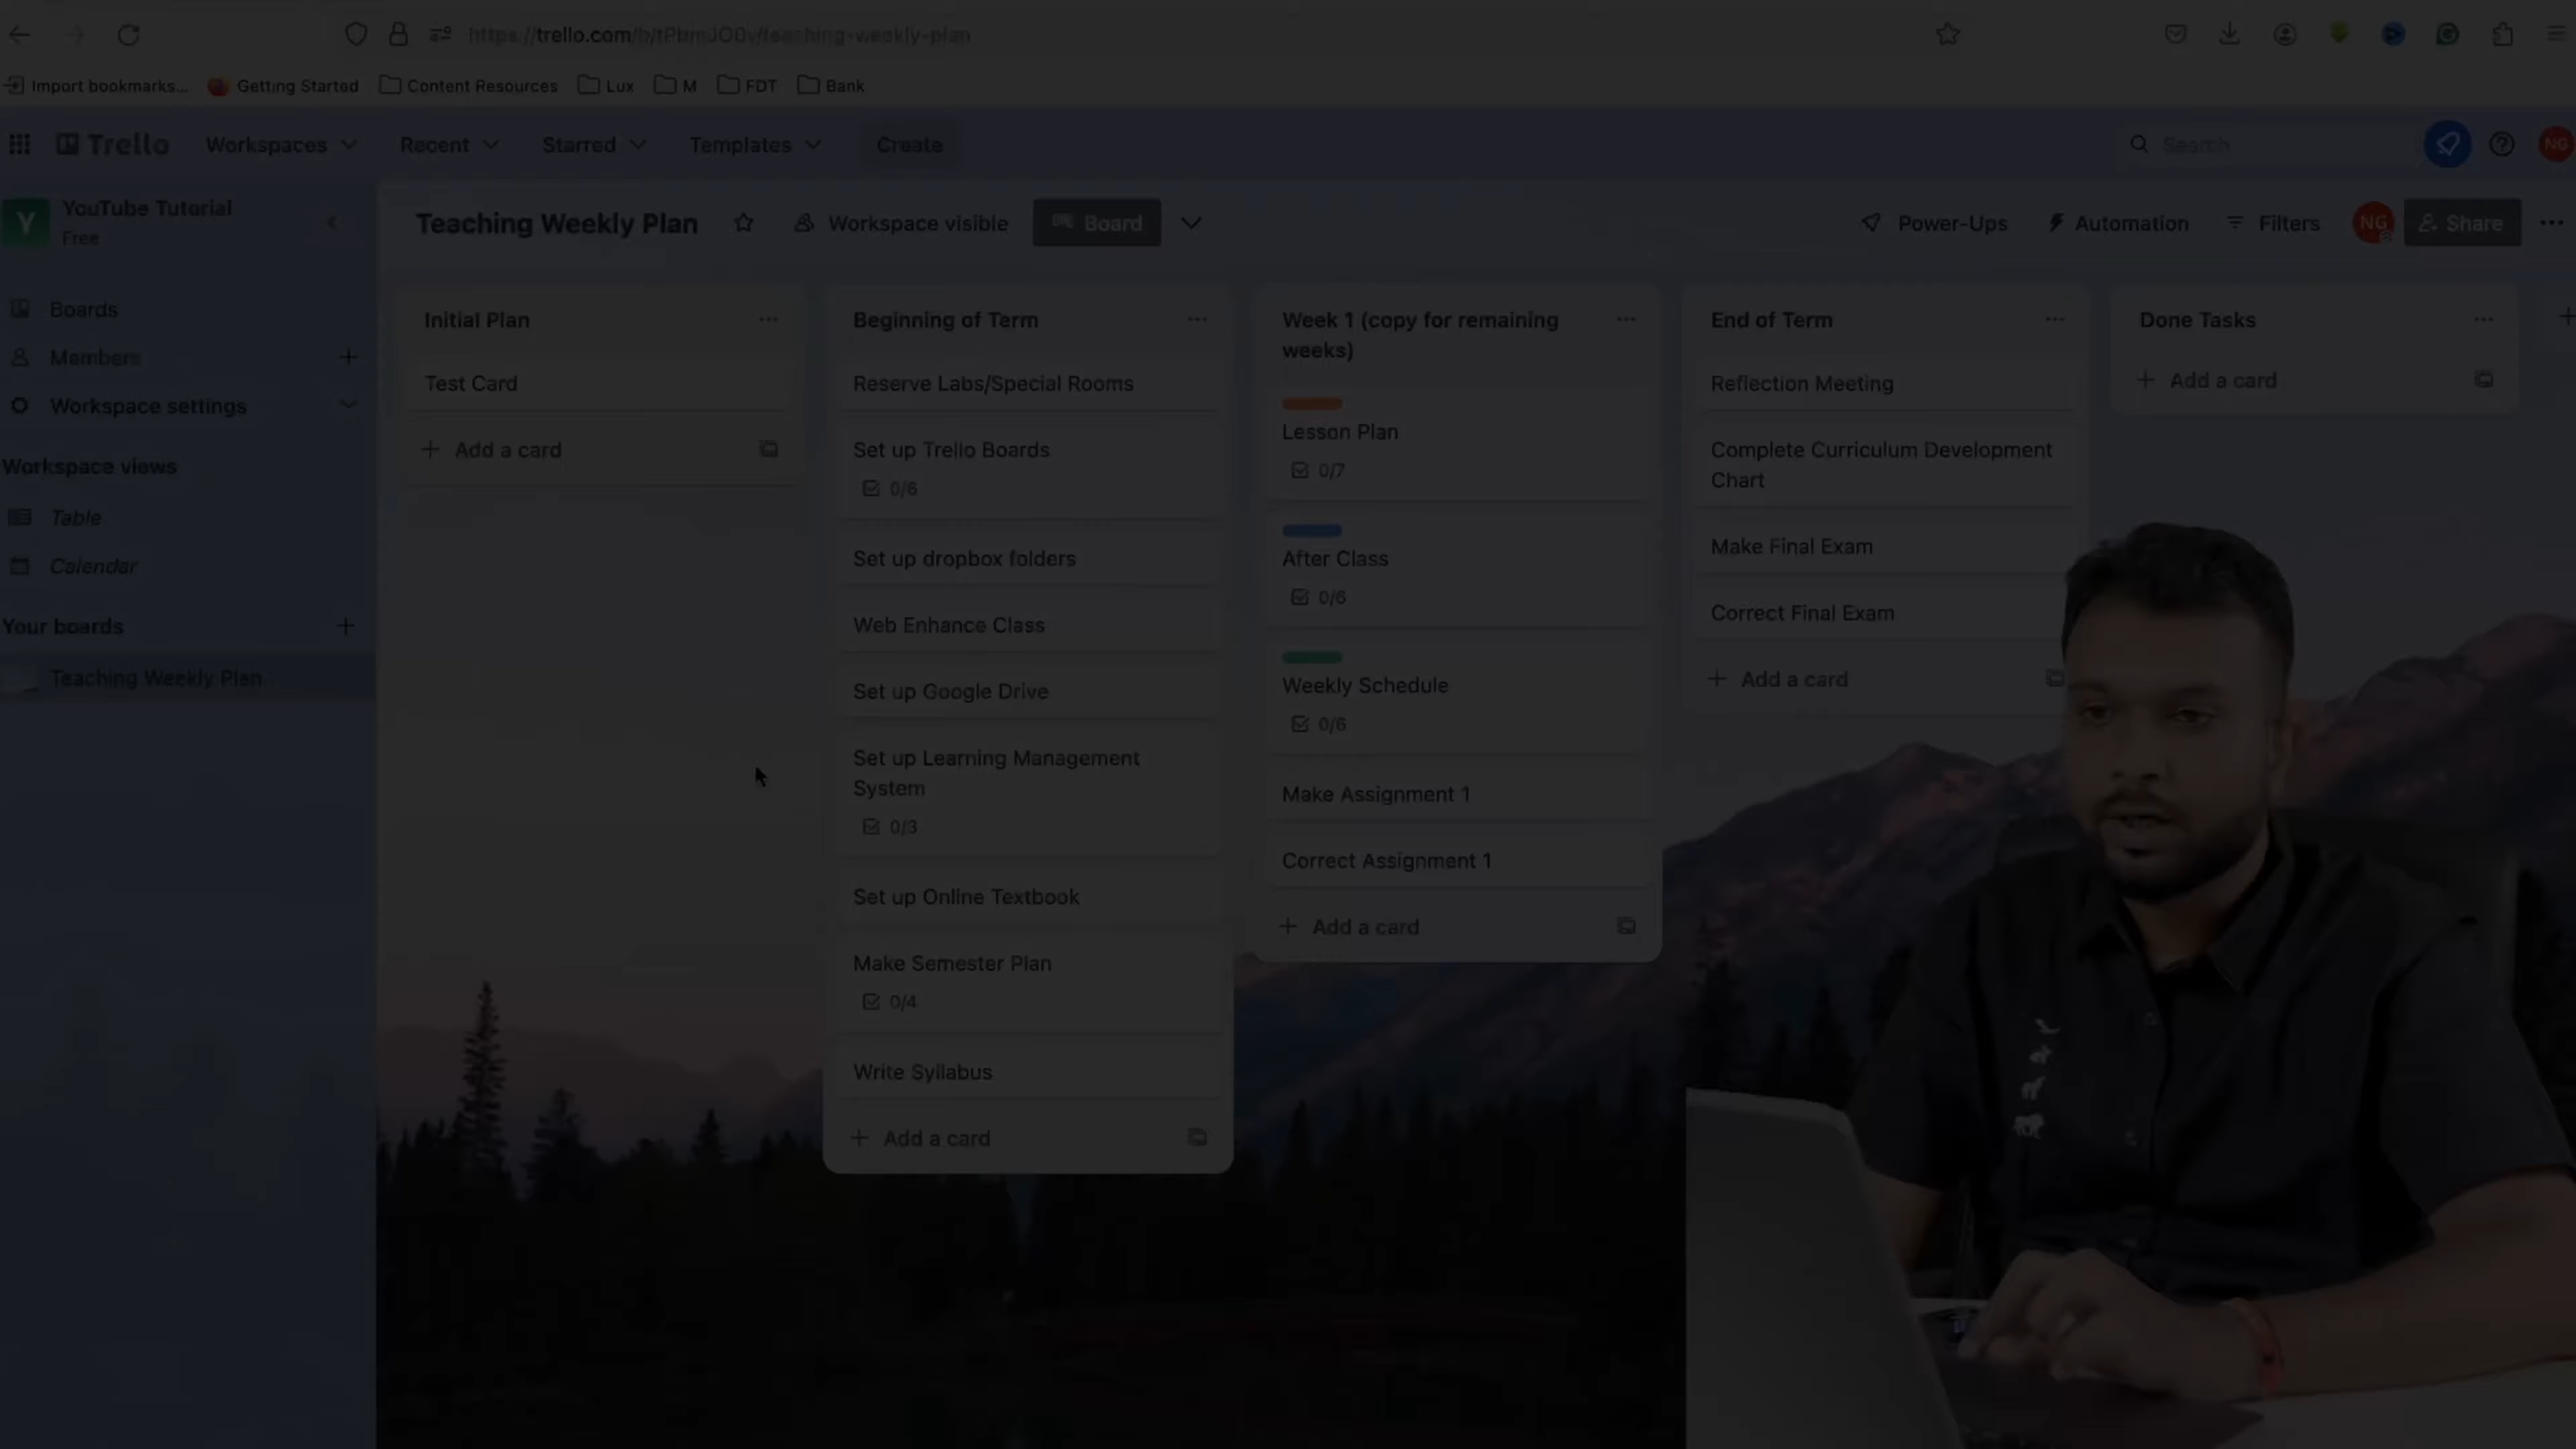 trello.com
Import bookmarks...
Getting Started
Content Resources
Lux
M
FDT
Bank
Trello
Workspaces
Recent
Starred
Templates
Create
Search
NG
Y
YouTube Tutorial
Free
Teaching Weekly Plan
Workspace visible
Board
Power-Ups
Automation
Filters
NG
Share
Boards
Members
Workspace settings
Workspace views
Table
Calendar
Your boards
Teaching Weekly Plan
Initial Plan
Test Card
+ Add a card
Beginning of Term
Reserve Labs/Special Rooms
Set up Trello Boards
0/6
Set up dropbox folders
Web Enhance Class
Set up Google Drive
Set up Learning Management
System
0/3
Set up Online Textbook
Make Semester Plan
0/4
Write Syllabus
+ Add a card
Week 1 (copy for remaining
weeks)
Lesson Plan
0/7
After Class
0/6
Weekly Schedule
0/6
Make Assignment 1
Correct Assignment 1
+ Add a card
End of Term
Reflection Meeting
Complete Curriculum Development
Chart
Make Final Exam
Correct Final Exam
+ Add a card
Done Tasks
+ Add a card